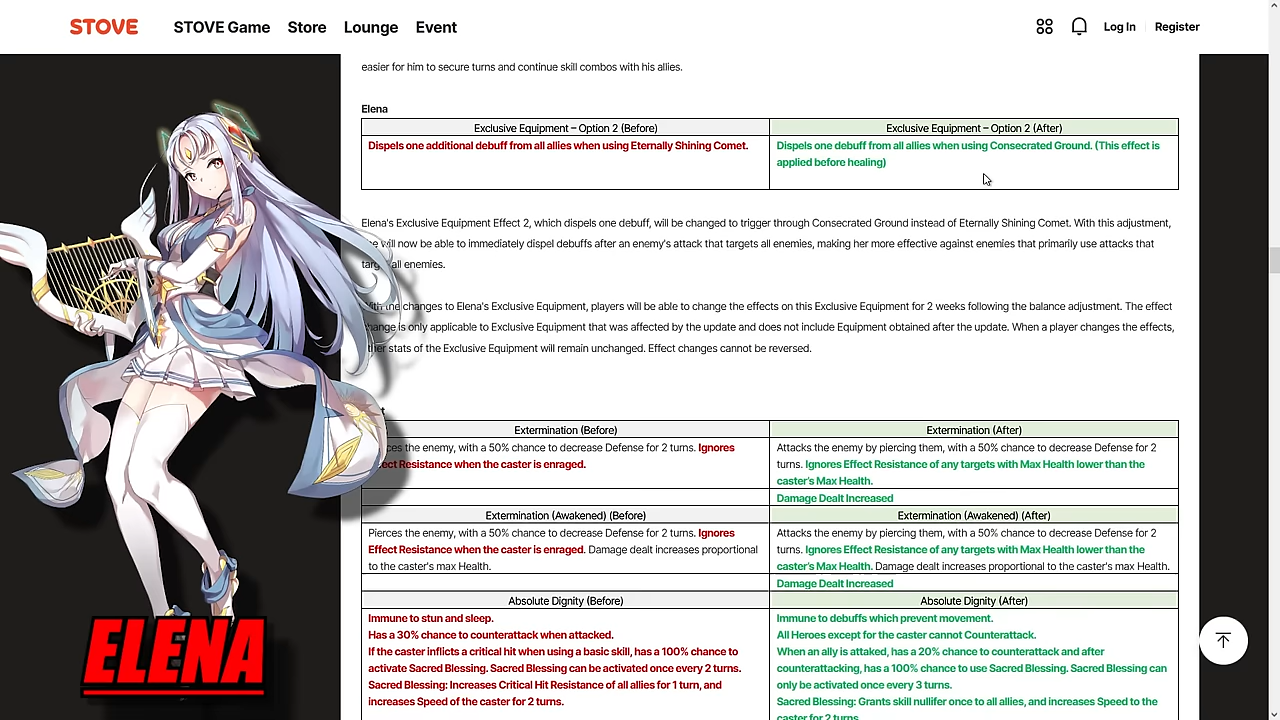 STOVE STOVE Game Store Lounge Event Log In Register
easier for him to secure turns and continue skill combos with his allies.
Elena
Exclusive Equipment – Option 2 (Before) Exclusive Equipment – Option 2 (After)
Dispels one additional debuff from all allies when using Eternally Shining Comet. Dispels one debuff from all allies when using Consecrated Ground. (This effect is
applied before healing)
Elena's Exclusive Equipment Effect 2, which dispels one debuff, will be changed to trigger through Consecrated Ground instead of Eternally Shining Comet. With this adjustment,
will now be able to immediately dispel debuffs after an enemy's attack that targets all enemies, making her more effective against enemies that primarily use attacks that
target all enemies.
With the changes to Elena's Exclusive Equipment, players will be able to change the effects on this Exclusive Equipment for 2 weeks following the balance adjustment. The effect
change is only applicable to Exclusive Equipment that was affected by the update and does not include Equipment obtained after the update. When a player changes the effects,
other stats of the Exclusive Equipment will remain unchanged. Effect changes cannot be reversed.
Extermination (Before) Extermination (After)
the enemy, with a 50% chance to decrease Defense for 2 turns. Ignores Attacks the enemy by piercing them, with a 50% chance to decrease Defense for 2
Effect Resistance when the caster is enraged. turns. Ignores Effect Resistance of any targets with Max Health lower than the
caster's Max Health.
Damage Dealt Increased
Extermination (Awakened) (Before) Extermination (Awakened) (After)
Pierces the enemy, with a 50% chance to decrease Defense for 2 turns. Ignores Attacks the enemy by piercing them, with a 50% chance to decrease Defense for 2
Effect Resistance when the caster is enraged. Damage dealt increases proportional turns. Ignores Effect Resistance of any targets with Max Health lower than the
to the caster's max Health. caster's Max Health. Damage dealt increases proportional to the caster's max Health.
Damage Dealt Increased
Absolute Dignity (Before) Absolute Dignity (After)
Immune to stun and sleep. Immune to debuffs which prevent movement.
Has a 30% chance to counterattack when attacked. All Heroes except for the caster cannot Counterattack.
If the caster inflicts a critical hit when using a basic skill, has a 100% chance to When an ally is attaked, has a 20% chance to counterattack and after
activate Sacred Blessing. Sacred Blessing can be activated once every 2 turns. counterattacking, has a 100% chance to use Sacred Blessing. Sacred Blessing can
Sacred Blessing: Increases Critical Hit Resistance of all allies for 1 turn, and only be activated once every 3 turns.
increases Speed of the caster for 2 turns. Sacred Blessing: Grants skill nullifer once to all allies, and increases Speed to the
caster for 2 turns
ELENA